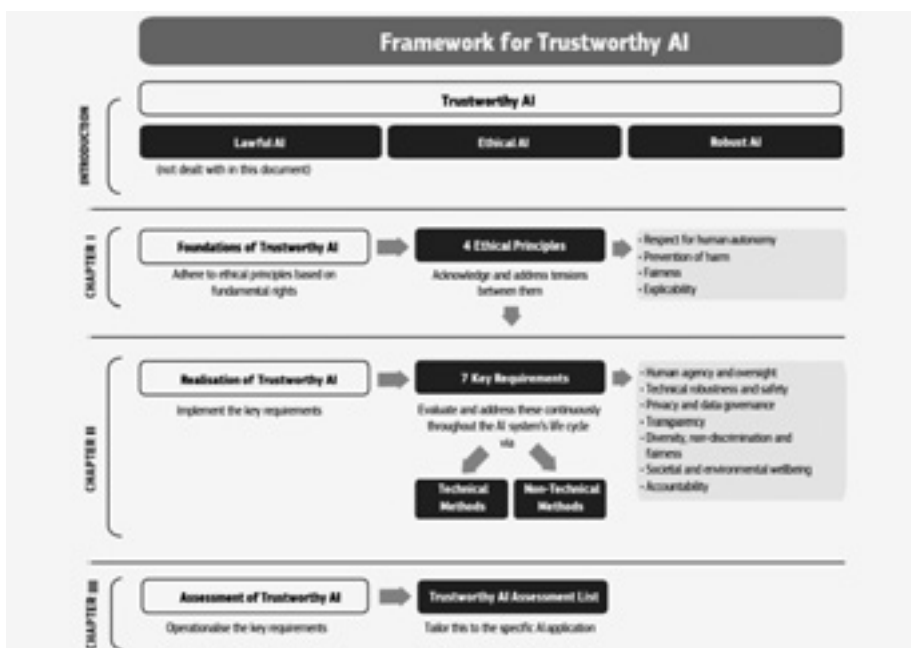 Framework for Trustworthy AI
INTRODUCTION
Trustworthy AI
Lawful AI
Ethical AI
Robust AI
(not dealt with in this document)
CHAPTER I
Foundations of Trustworthy AI
Adhere to ethical principles based on
fundamental rights
4 Ethical Principles
Acknowledge and address tensions
between them
• Respect for human autonomy
• Prevention of harm
• Fairness
• Explicability
CHAPTER II
Realisation of Trustworthy AI
Implement the key requirements
7 Key Requirements
Evaluate and address these continuously
throughout the AI system's life cycle
via
Technical
Methods
Non-Technical
Methods
• Human agency and oversight
• Technical robustness and safety
• Privacy and data governance
• Transparency
• Diversity, non-discrimination and
fairness
• Societal and environmental wellbeing
• Accountability
CHAPTER III
Assessment of Trustworthy AI
Operationalise the key requirements
Trustworthy AI Assessment List
Tailor this to the specific AI application